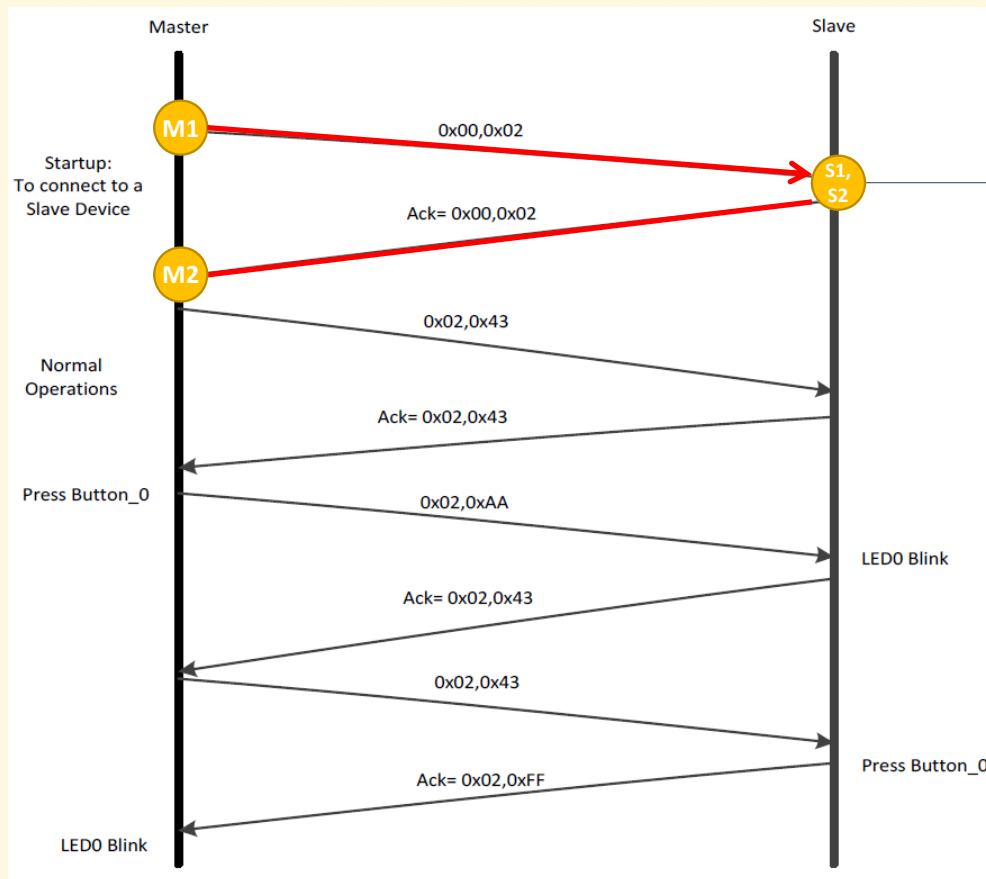 Master
Slave
M1
0x00,0x02
Startup:
To connect to a
Slave Device
S1,
S2
Ack= 0x00,0x02
M2
0x02,0x43
Normal
Operations
Ack= 0x02,0x43
Press Button_0
0x02,0xAA
LED0 Blink
Ack= 0x02,0x43
0x02,0x43
Press Button_0
Ack= 0x02,0xFF
LED0 Blink